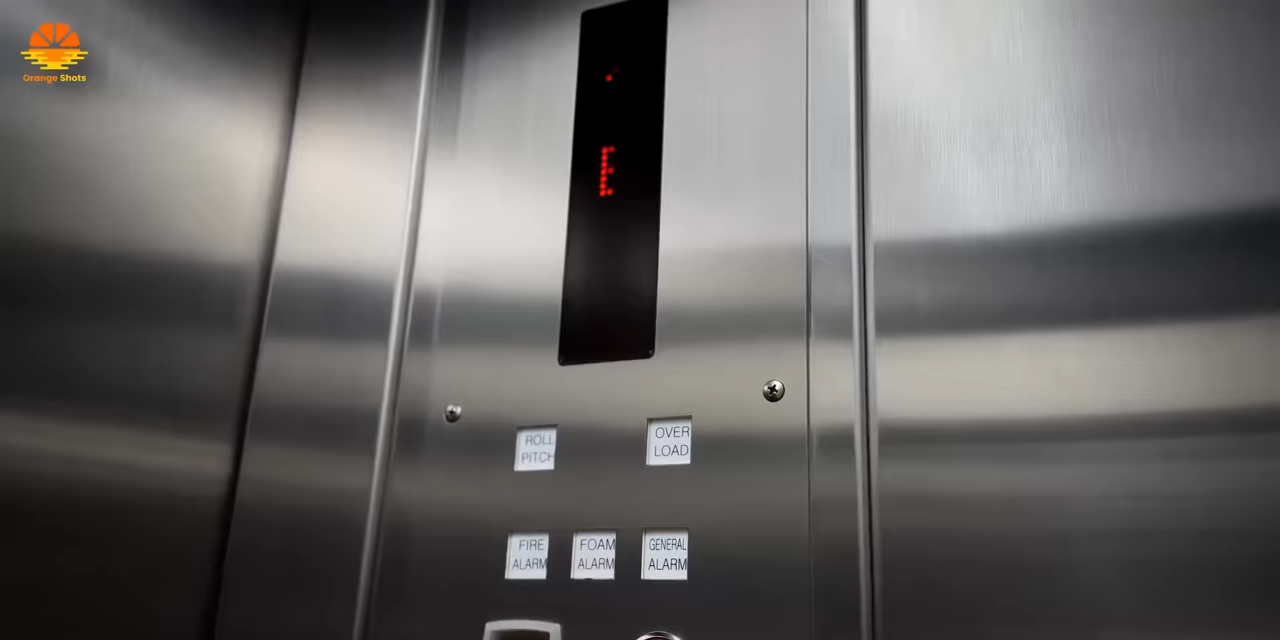 Orange Shots
E
ROLL
PITCH
OVER
LOAD
FIRE
ALARM
FOAM
ALARM
GENERAL
ALARM